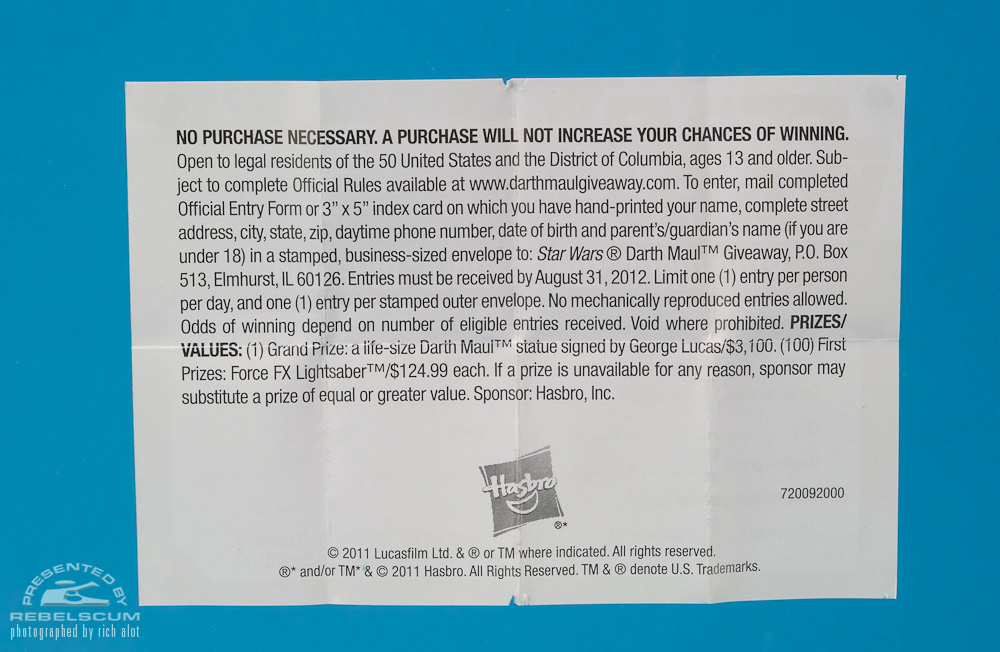 NO PURCHASE NECESSARY. A PURCHASE WILL NOT INCREASE YOUR CHANCES OF WINNING.
Open to legal residents of the 50 United States and the District of Columbia, ages 13 and older. Sub-
ject to complete Official Rules available at www.darthmaulgiveaway.com. To enter, mail completed
Official Entry Form or 3” x 5” index card on which you have hand-printed your name, complete street
address, city, state, zip, daytime phone number, date of birth and parent’s/guardian’s name (if you are
under 18) in a stamped, business-sized envelope to: Star Wars ® Darth Maul™ Giveaway, P.O. Box
513, Elmhurst, IL 60126. Entries must be received by August 31, 2012. Limit one (1) entry per person
per day, and one (1) entry per stamped outer envelope. No mechanically reproduced entries allowed.
Odds of winning depend on number of eligible entries received. Void where prohibited. PRIZES/
VALUES: (1) Grand Prize: a life-size Darth Maul™ statue signed by George Lucas/$3,100. (100) First
Prizes: Force FX Lightsaber™/$124.99 each. If a prize is unavailable for any reason, sponsor may
substitute a prize of equal or greater value. Sponsor: Hasbro, Inc.
Hasbro
®*
720092000
© 2011 Lucasfilm Ltd. & ® or TM where indicated. All rights reserved.
®* and/or TM* & © 2011 Hasbro. All Rights Reserved. TM & ® denote U.S. Trademarks.
PRESENTED BY
REBELSCUM
photographed by rich alot